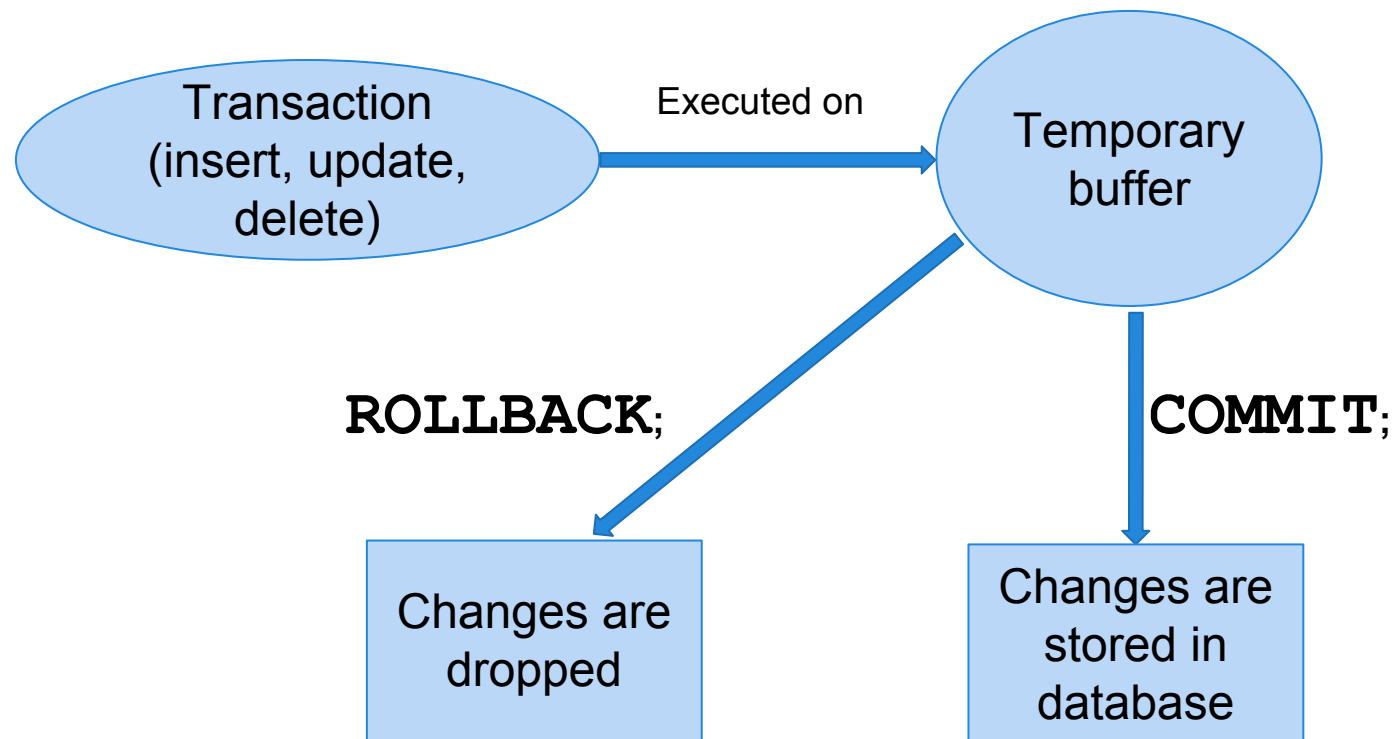 Transaction
(insert, update,
delete)
Executed on
Temporary
buffer
ROLLBACK;
COMMIT;
Changes are
dropped
Changes are
stored in
database